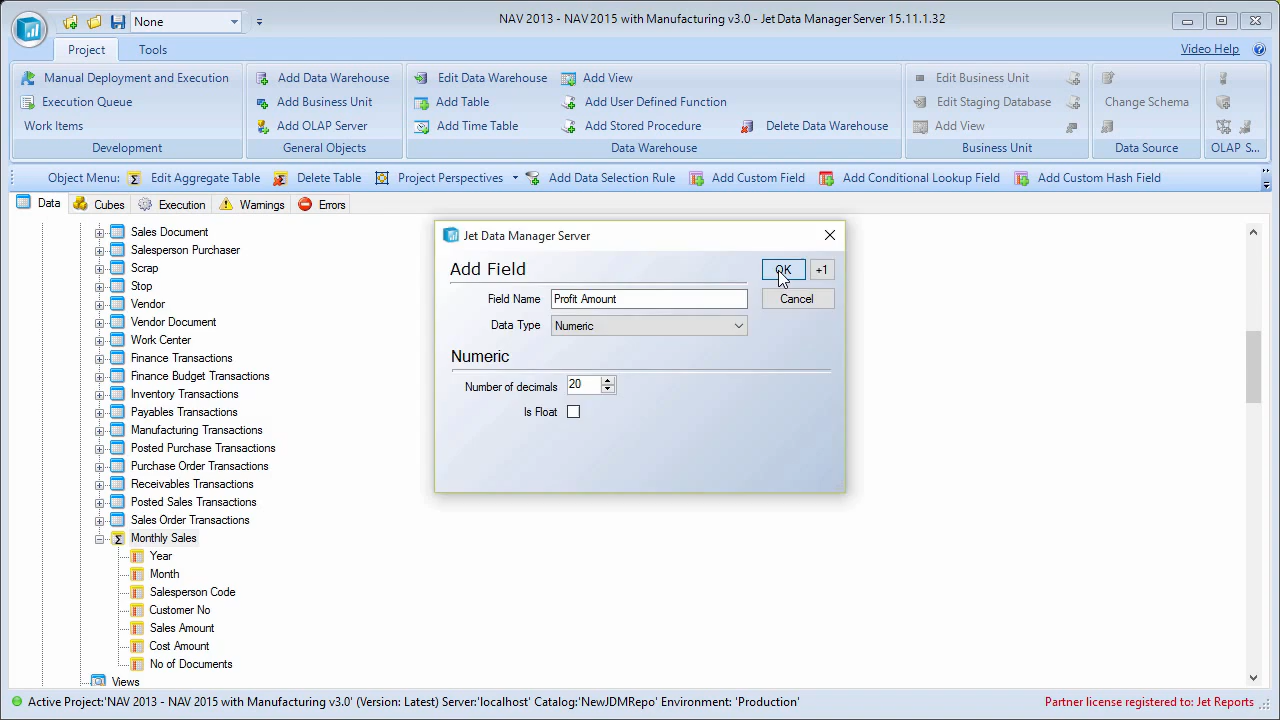 None
NAV 2013 - NAV 2015 with Manufacturing v3.0 - Jet Data Manager Server 15.11.1.32
Project
Tools
Video Help
Manual Deployment and Execution
Execution Queue
Work Items
Development
Add Data Warehouse
Add Business Unit
Add OLAP Server
General Objects
Edit Data Warehouse
Add Table
Add Time Table
Add View
Add User Defined Function
Add Stored Procedure
Delete Data Warehouse
Data Warehouse
Edit Business Unit
Edit Staging Database
Add View
Business Unit
Change Schema
Data Source
OLAP S...
Object Menu:
Edit Aggregate Table
Delete Table
Project Perspectives
Add Data Selection Rule
Add Custom Field
Add Conditional Lookup Field
Add Custom Hash Field
Data
Cubes
Execution
Warnings
Errors
Sales Document
Salesperson Purchaser
Scrap
Stop
Vendor
Vendor Document
Work Center
Finance Transactions
Finance Budget Transactions
Inventory Transactions
Payables Transactions
Manufacturing Transactions
Posted Purchase Transactions
Purchase Order Transactions
Receivables Transactions
Posted Sales Transactions
Sales Order Transactions
Monthly Sales
Year
Month
Salesperson Code
Customer No
Sales Amount
Cost Amount
No of Documents
Views
Jet Data Manager Server
Add Field
OK
+1
Field Name
Profit Amount
Cancel
Data Type
Numeric
Numeric
Number of decimals
20
Is Float
Active Project:'NAV 2013 - NAV 2015 with Manufacturing v3.0' (Version: Latest) Server:'localhost' Catalog:'NewJDMRepo' Environment: 'Production'
Partner license registered to: Jet Reports